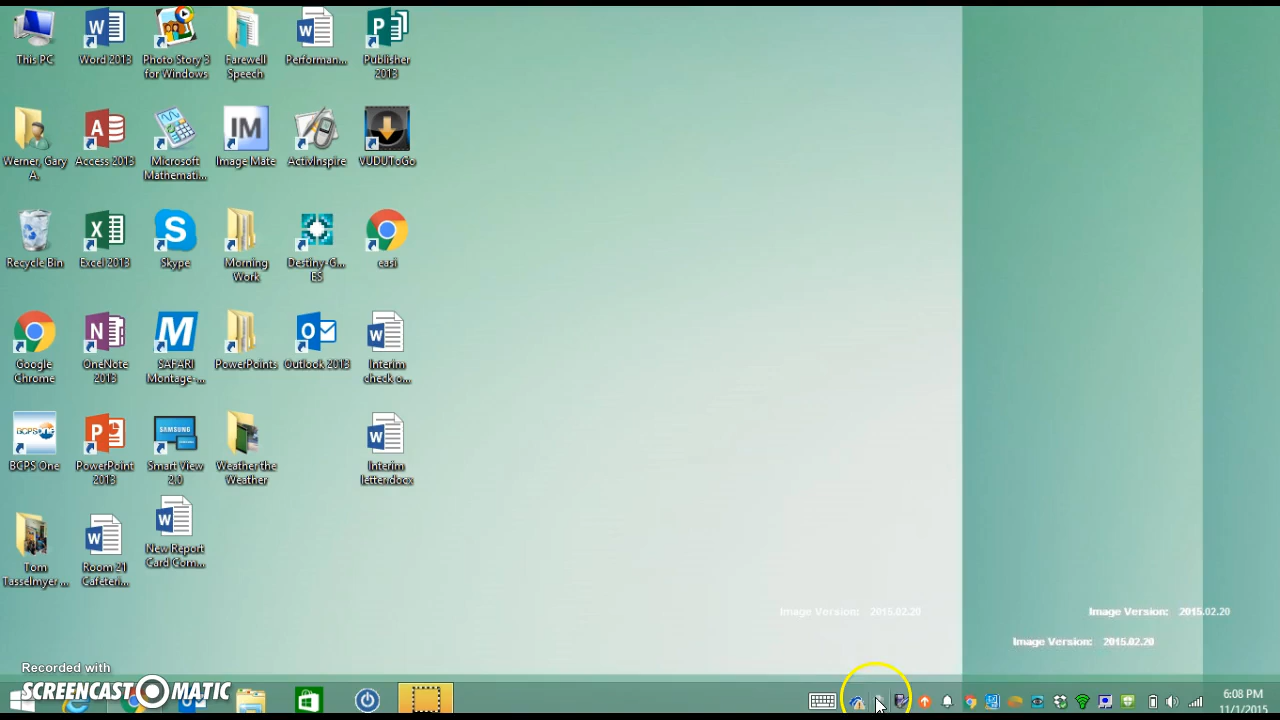 This PC
Word 2013
Photo Story 3
for Windows
Farewell
Speech
Performan...
Publisher
2013
Werner, Gary
A.
Access 2013
Microsoft
Mathemati...
IM
Image Mate
ActivInspire
VUDUToGo
Recycle Bin
Excel 2013
Skype
Morning
Work
Destiny-G...
ES
easi
Google
Chrome
OneNote
2013
SAFARI
Montage-...
PowerPoints
Outlook 2013
Interim
check o...
BCPS One
PowerPoint
2013
SAMSUNG
Smart View
2.0
Weather the
Weather
Interim
letter.docx
Tom
Tasselmyer ...
Room 21
Cafeteri...
New Report
Card Com...
Image Version: 2015.02.20
Image Version: 2015.02.20
Image Version: 2015.02.20
Recorded with
SCREENCAST-O-MATIC
6:08 PM
11/1/2015